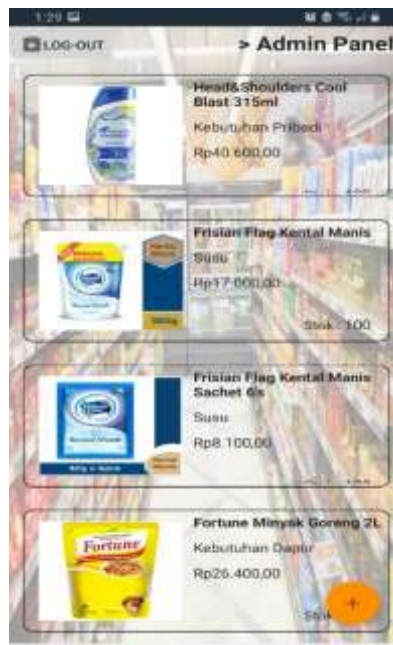 1:29
LOG-OUT
> Admin Panel
Head&Shoulders Cool
Blast 315ml
Kebutuhan Pribadi
Rp40.600,00
Frisian Flag Kental Manis
Susu
Rp17.000,00
Stok : 100
Frisian Flag Kental Manis
Sachet 6's
Susu
Rp8.100,00
Fortune
Fortune Minyak Goreng 2L
Kebutuhan Dapur
Rp26.400,00
+